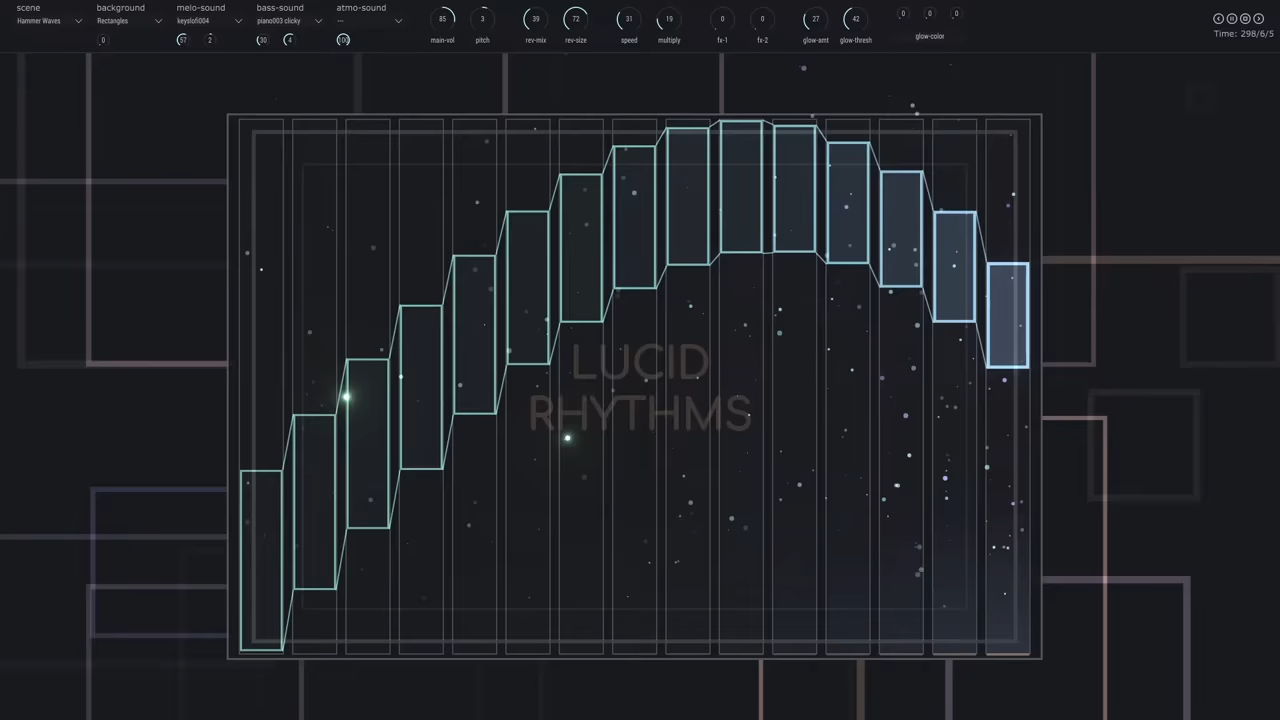 scene
Hammer Waves
background
Rectangles
0
melo-sound
keyslofi004
57
2
bass-sound
piano003 clicky
30
4
atmo-sound
---
100
85
main-vol
3
pitch
39
rev-mix
72
rev-size
31
speed
19
multiply
0
fx-1
0
fx-2
27
glow-amt
42
glow-thresh
0
0
0
glow-color
Time: 298/6/5
LUCID
RHYTHMS